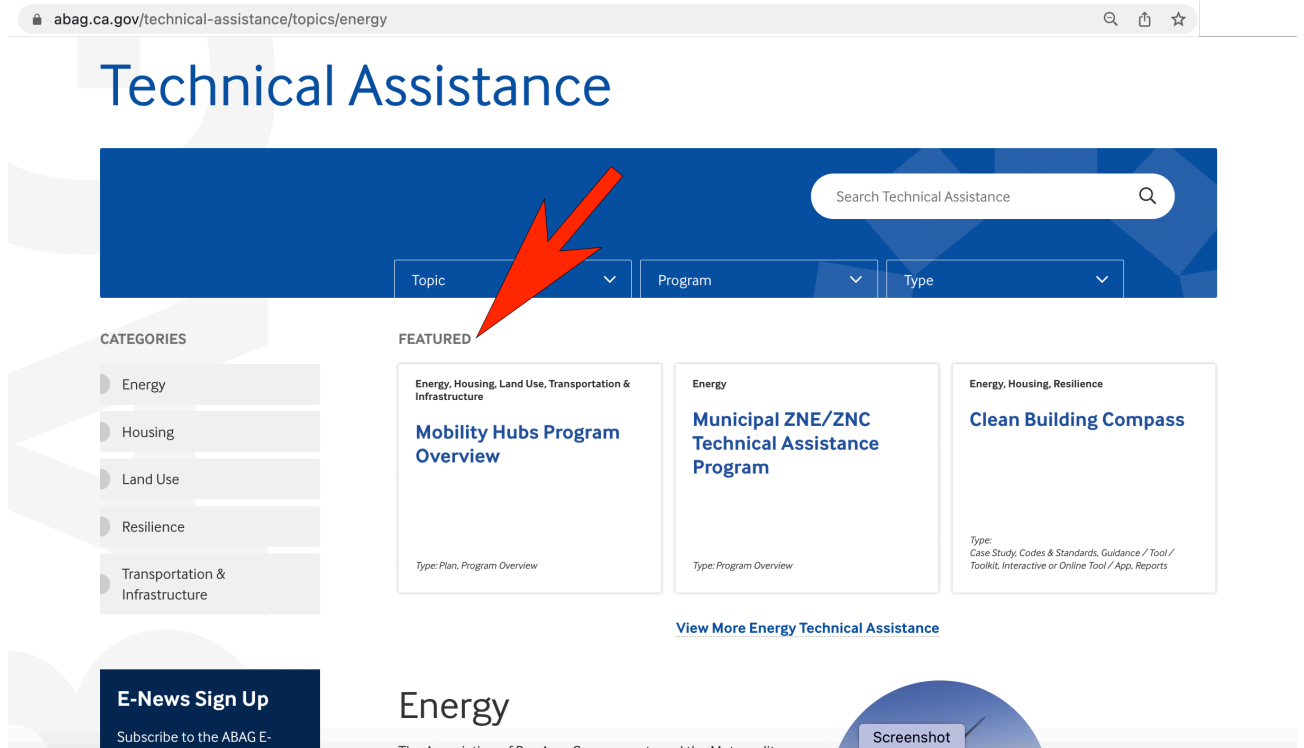 abag.ca.gov/technical-assistance/topics/energy
Technical Assistance
Search Technical Assistance
Topic
Program
Type
CATEGORIES
Energy
Housing
Land Use
Resilience
Transportation &
Infrastructure
FEATURED
Energy, Housing, Land Use, Transportation &
Infrastructure
Mobility Hubs Program
Overview
Type: Plan, Program Overview
Energy
Municipal ZNE/ZNC
Technical Assistance
Program
Type: Program Overview
Energy, Housing, Resilience
Clean Building Compass
Type:
Case Study, Codes & Standards, Guidance / Tool /
Toolkit, Interactive or Online Tool / App, Reports
View More Energy Technical Assistance
E-News Sign Up
Subscribe to the ABAG E-
Energy
Screenshot